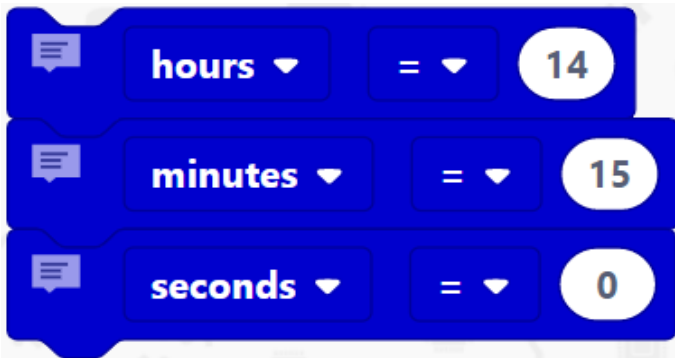 hours = 14
minutes = 15
seconds = 0